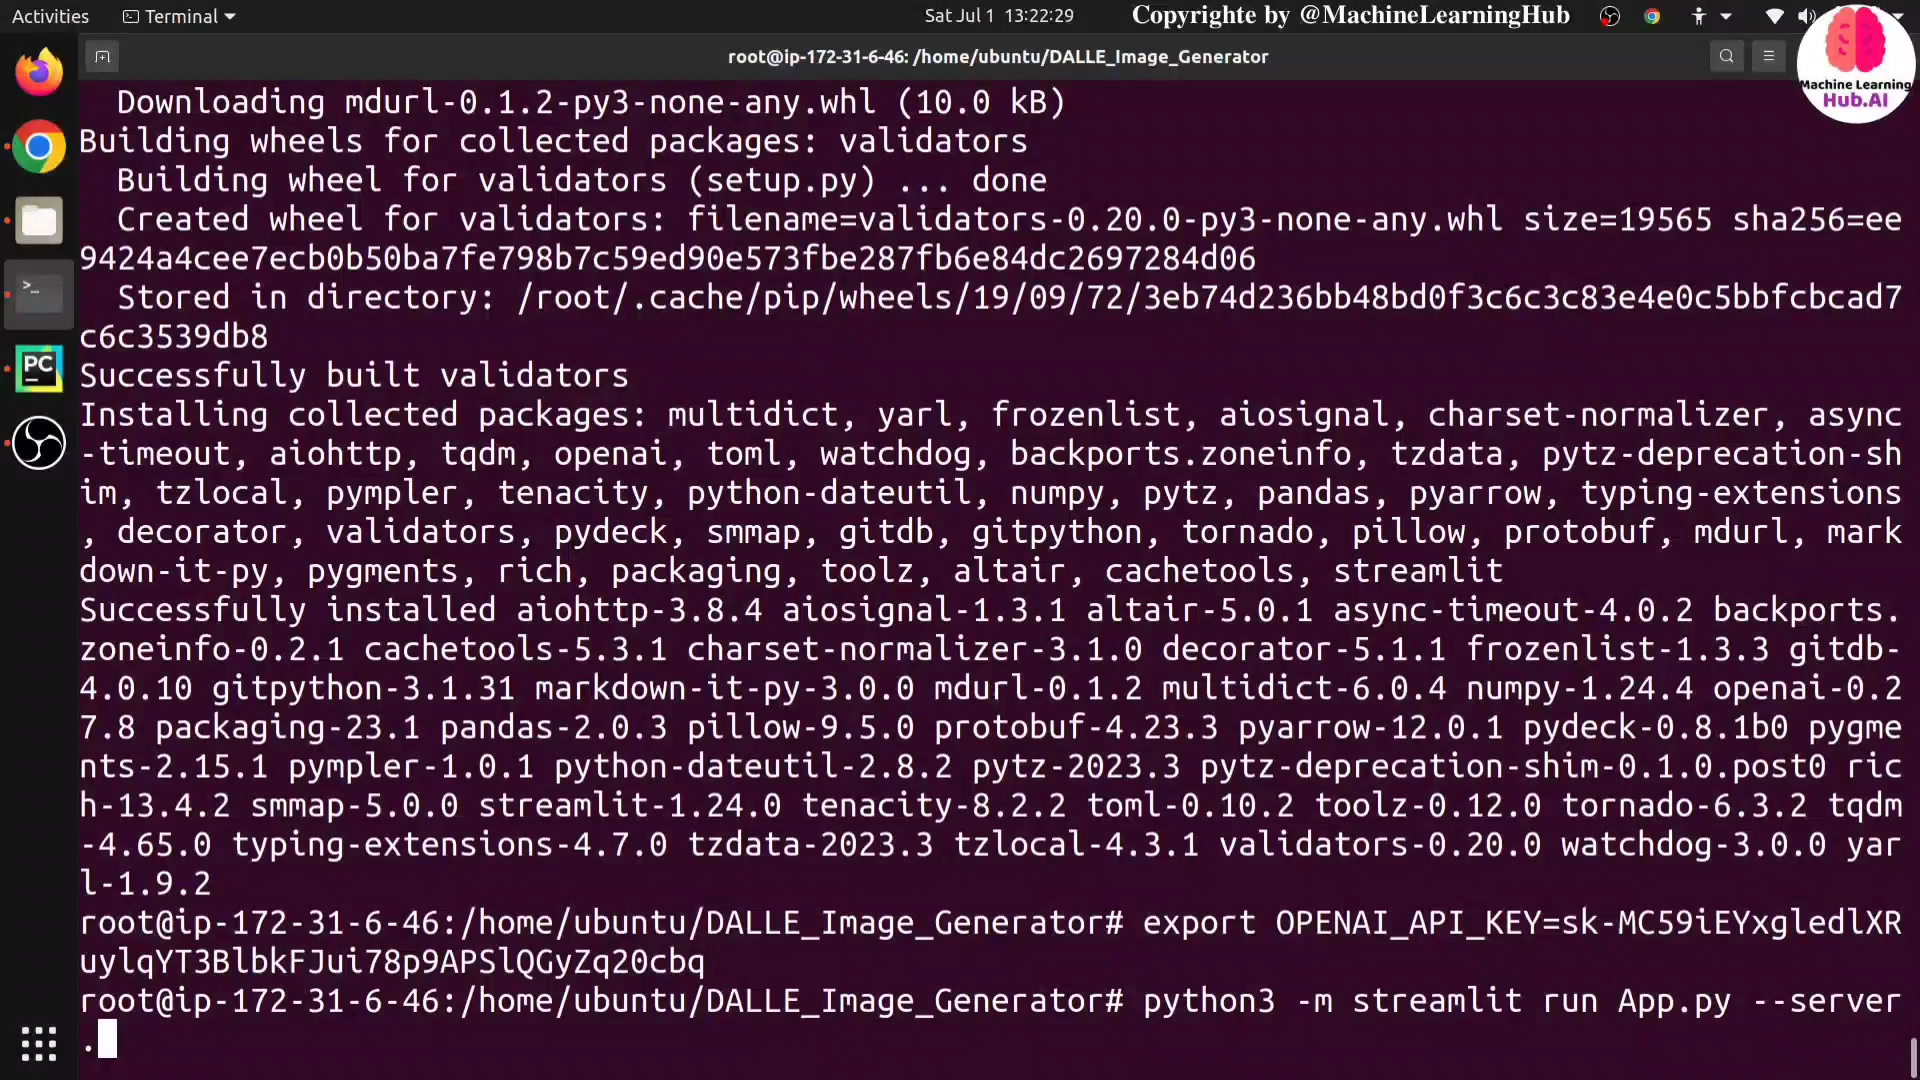 Activities Terminal Sat Jul 1 13:22:29 Copyrighte by @MachineLearningHub
root@ip-172-31-6-46: /home/ubuntu/DALLE_Image_Generator
Machine Learning
Hub.AI
PC
Downloading mdurl-0.1.2-py3-none-any.whl (10.0 kB)
Building wheels for collected packages: validators
Building wheel for validators (setup.py) ... done
Created wheel for validators: filename=validators-0.20.0-py3-none-any.whl size=19565 sha256=ee
9424a4cee7ecb0b50ba7fe798b7c59ed90e573fbe287fb6e84dc2697284d06
Stored in directory: /root/.cache/pip/wheels/19/09/72/3eb74d236bb48bd0f3c6c3c83e4e0c5bbfcbcad7
c6c3539db8
Successfully built validators
Installing collected packages: multidict, yarl, frozenlist, aiosignal, charset-normalizer, async
-timeout, aiohttp, tqdm, openai, toml, watchdog, backports.zoneinfo, tzdata, pytz-deprecation-sh
im, tzlocal, pympler, tenacity, python-dateutil, numpy, pytz, pandas, pyarrow, typing-extensions
, decorator, validators, pydeck, smmap, gitdb, gitpython, tornado, pillow, protobuf, mdurl, mark
down-it-py, pygments, rich, packaging, toolz, altair, cachetools, streamlit
Successfully installed aiohttp-3.8.4 aiosignal-1.3.1 altair-5.0.1 async-timeout-4.0.2 backports.
zoneinfo-0.2.1 cachetools-5.3.1 charset-normalizer-3.1.0 decorator-5.1.1 frozenlist-1.3.3 gitdb-
4.0.10 gitpython-3.1.31 markdown-it-py-3.0.0 mdurl-0.1.2 multidict-6.0.4 numpy-1.24.4 openai-0.2
7.8 packaging-23.1 pandas-2.0.3 pillow-9.5.0 protobuf-4.23.3 pyarrow-12.0.1 pydeck-0.8.1b0 pygme
nts-2.15.1 pympler-1.0.1 python-dateutil-2.8.2 pytz-2023.3 pytz-deprecation-shim-0.1.0.post0 ric
h-13.4.2 smmap-5.0.0 streamlit-1.24.0 tenacity-8.2.2 toml-0.10.2 toolz-0.12.0 tornado-6.3.2 tqdm
-4.65.0 typing-extensions-4.7.0 tzdata-2023.3 tzlocal-4.3.1 validators-0.20.0 watchdog-3.0.0 yar
l-1.9.2
root@ip-172-31-6-46:/home/ubuntu/DALLE_Image_Generator# export OPENAI_API_KEY=sk-MC59iEYxgledlXR
uylqYT3BlbkFJui78p9APSlQGyZq20cbq
root@ip-172-31-6-46:/home/ubuntu/DALLE_Image_Generator# python3 -m streamlit run App.py --server
.